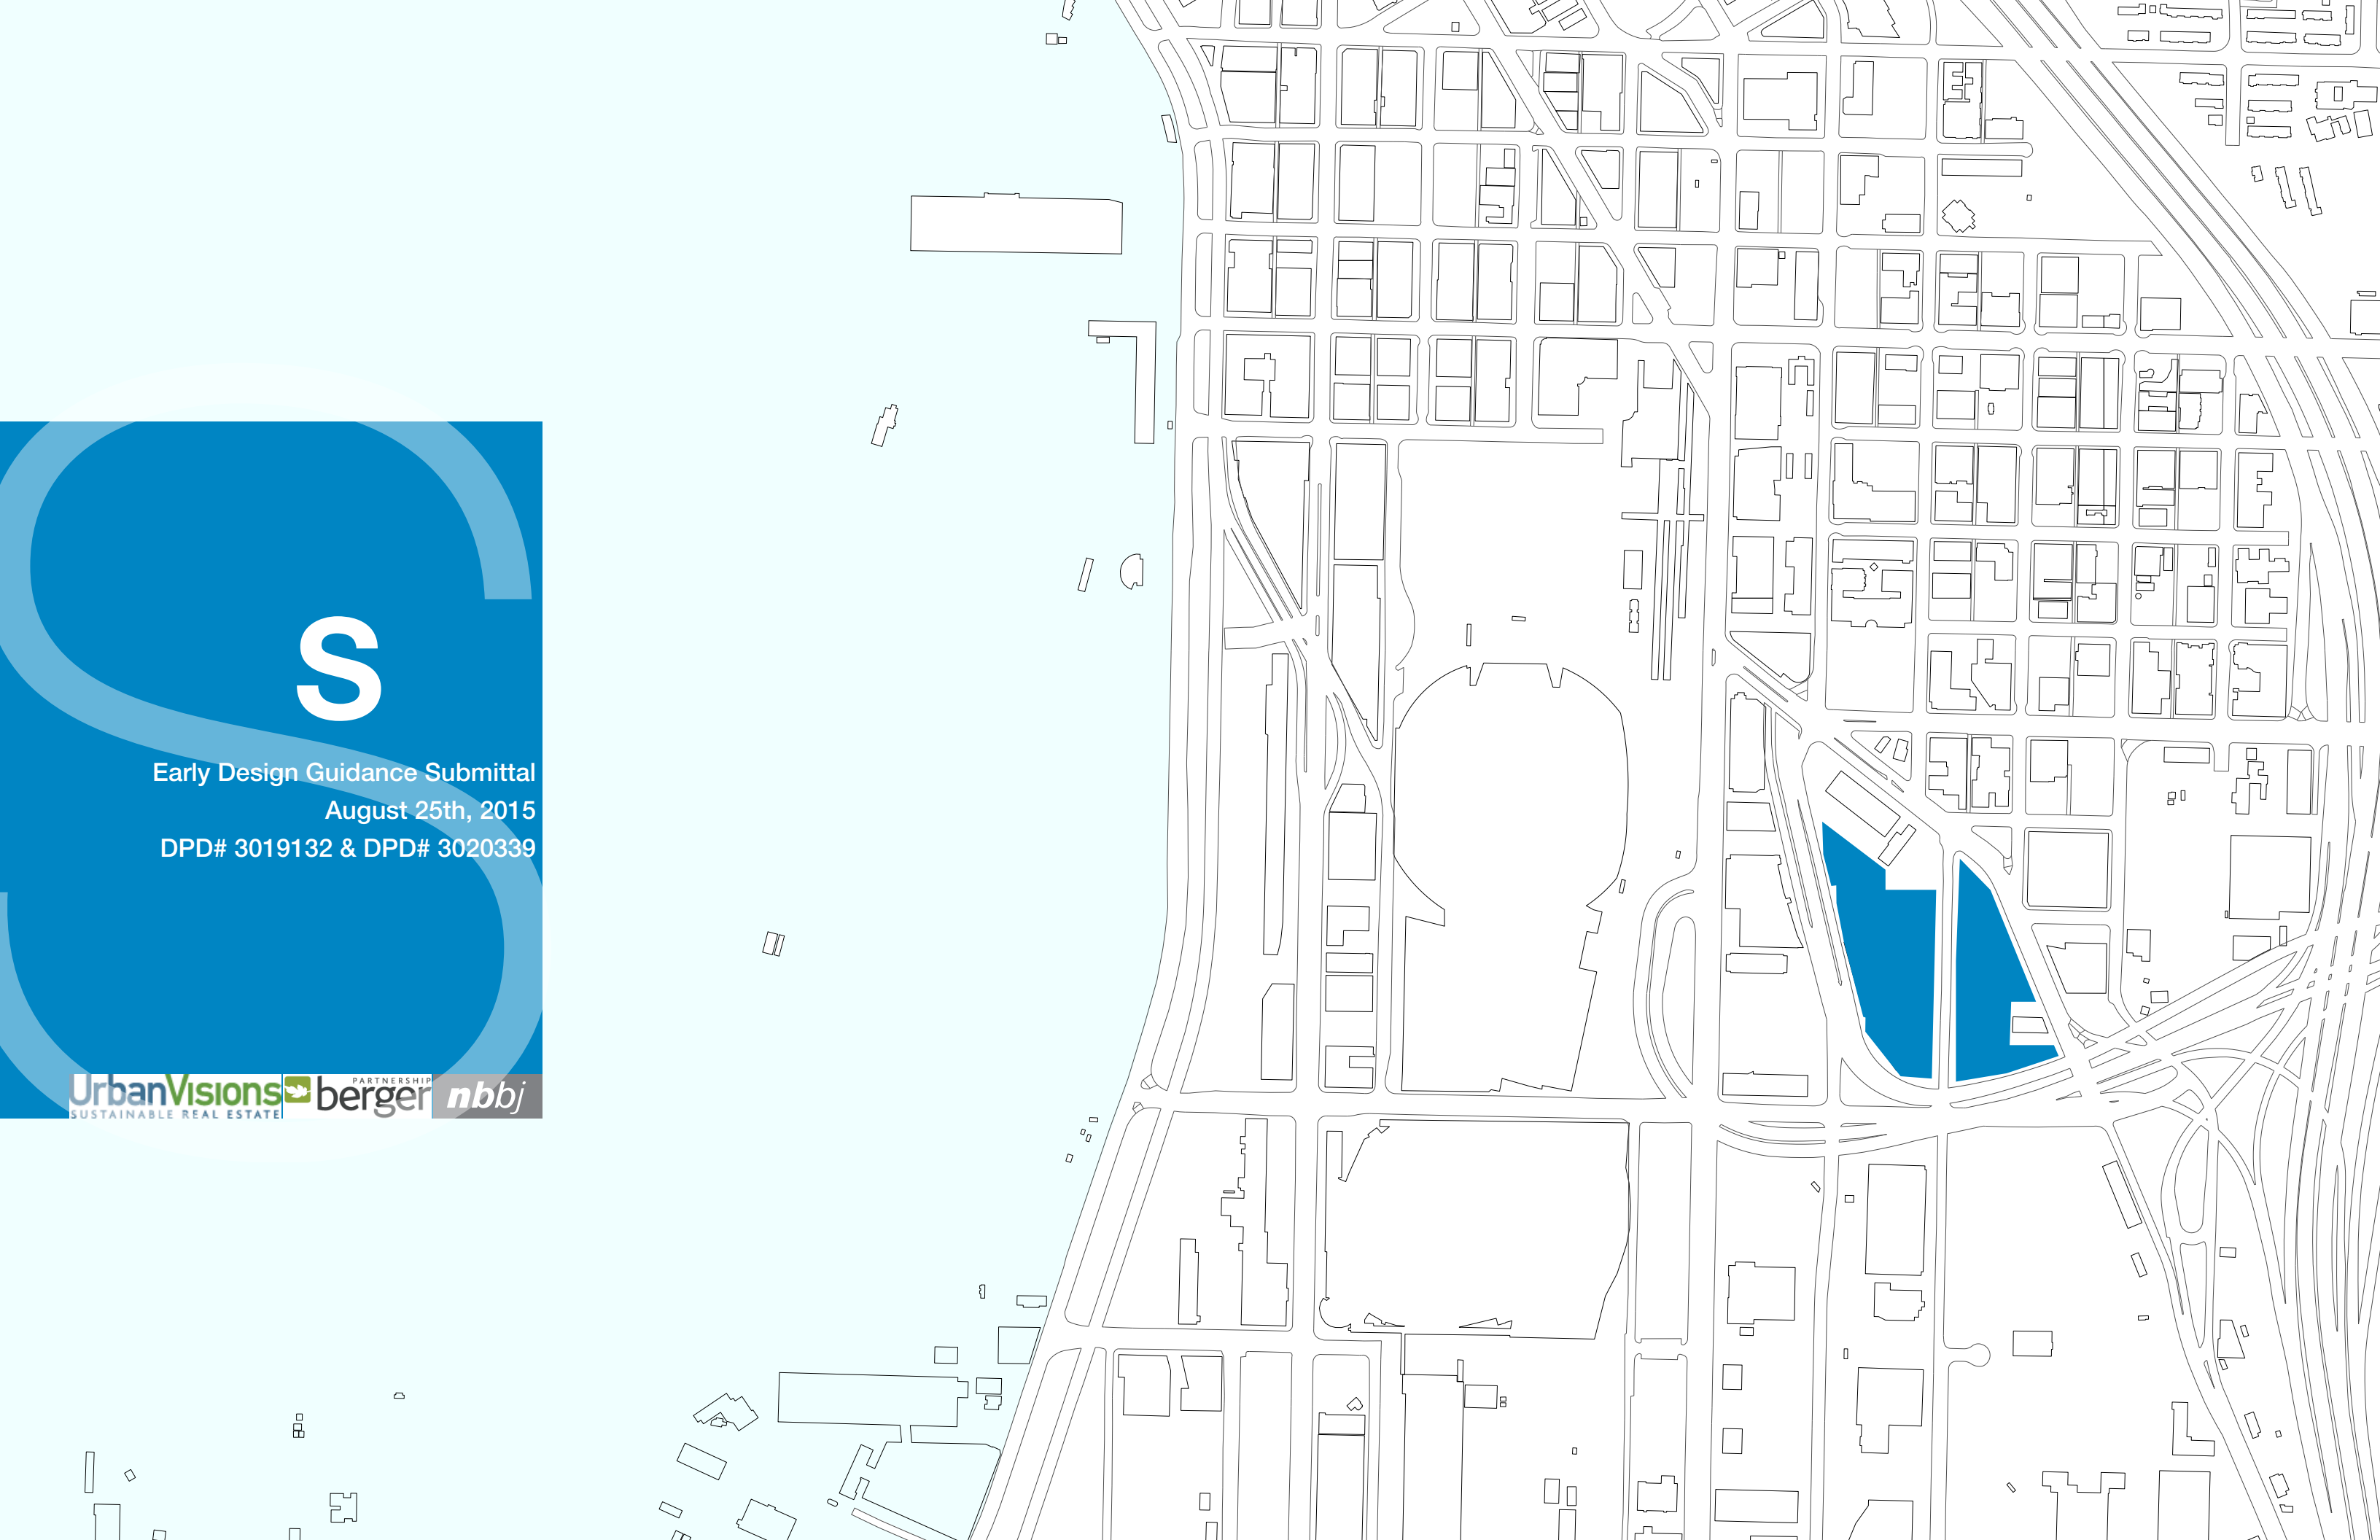 S
Early Design Guidance Submittal
August 25th, 2015
DPD# 3019132 & DPD# 3020339
UrbanVisions
SUSTAINABLE REAL ESTATE
PARTNERSHIP
berger
nbbj